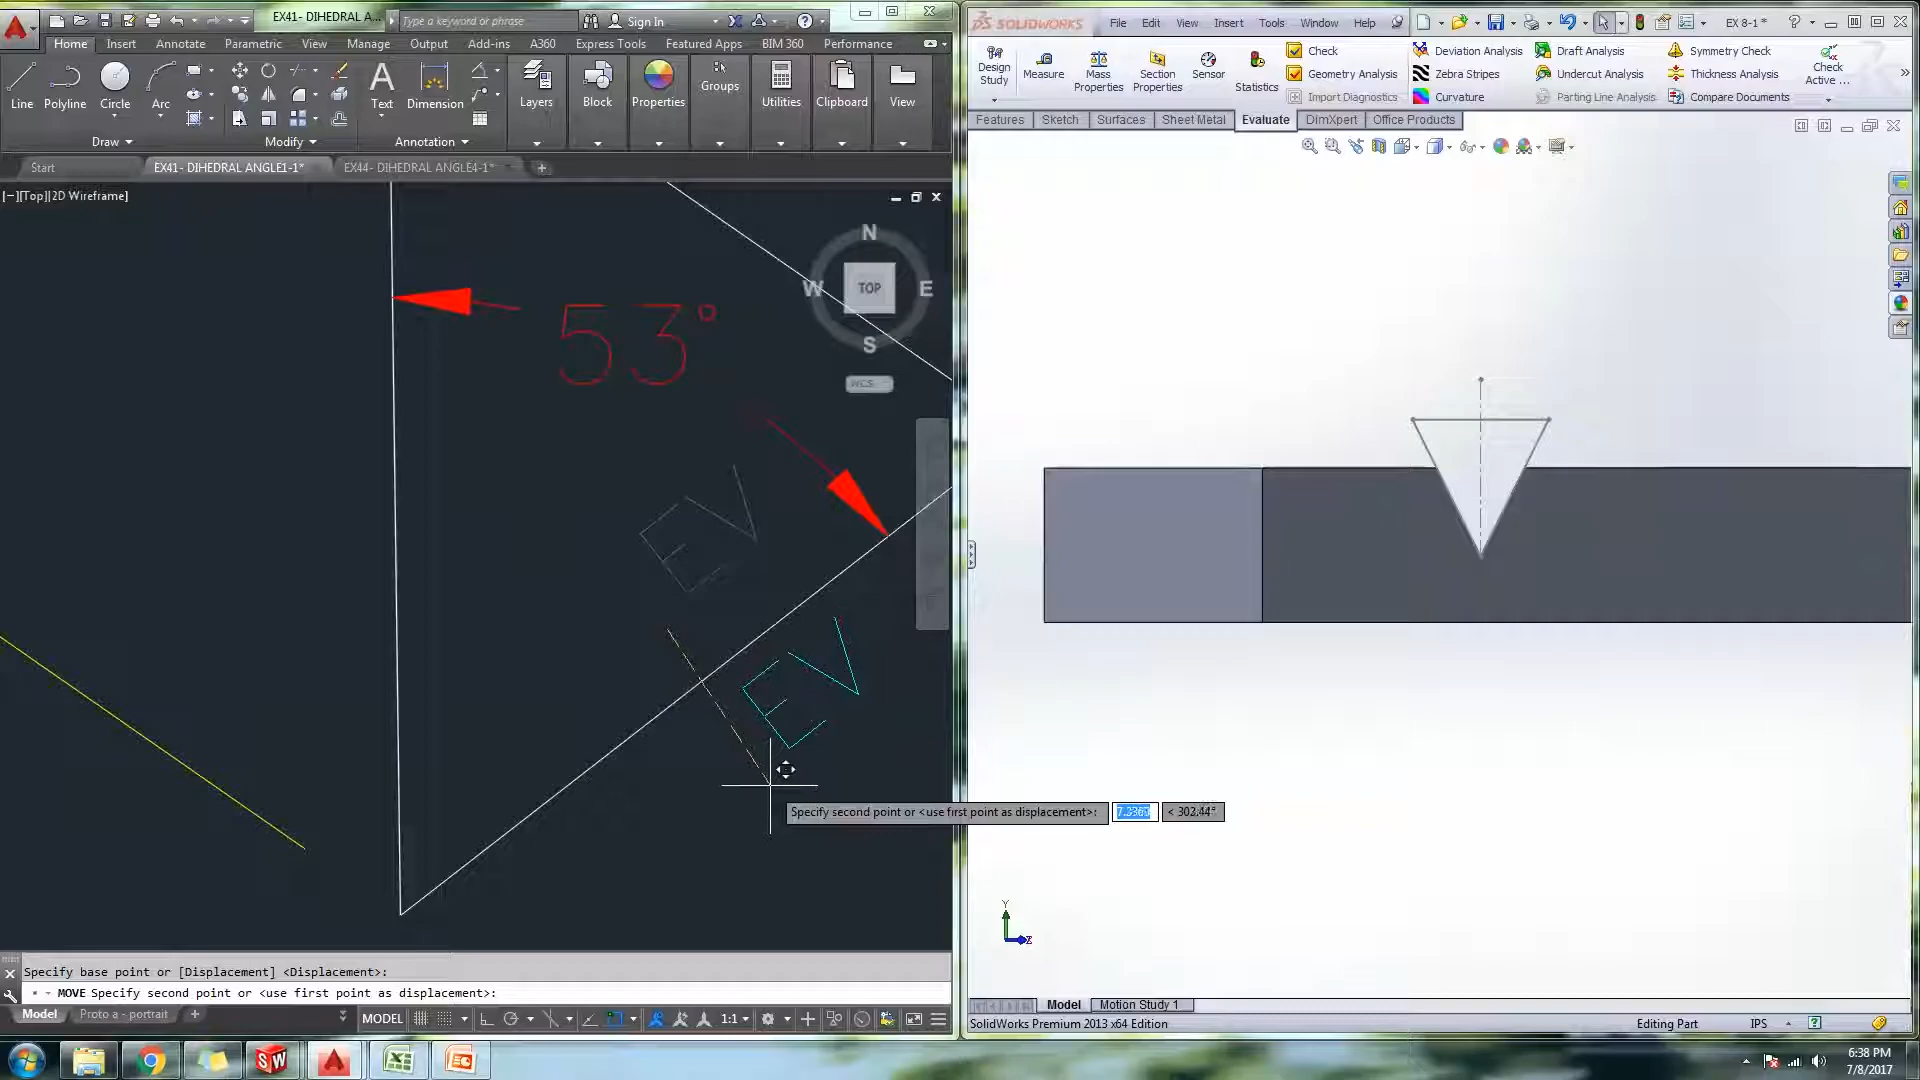 EX41- DIHEDRAL A...
Type a keyword or phrase
Sign In
Home Insert Annotate Parametric View Manage Output Add-ins A360 Express Tools Featured Apps BIM 360 Performance
Line Polyline Circle Arc
Text Dimension
Layers Block Properties Groups Utilities Clipboard View
Draw Modify Annotation
Start EX41- DIHEDRAL ANGLE1-1* EX44- DIHEDRAL ANGLE4-1*
[−][Top][2D Wireframe]
N
W TOP E
S
WCS
53°
EV
EV
Specify second point or <use first point as displacement>: < 302.44°
Specify base point or [Displacement] <Displacement>:
MOVE Specify second point or <use first point as displacement>:
Model Proto a - portrait
MODEL 1:1
SOLIDWORKS File Edit View Insert Tools Window Help EX 8-1 *
Design Study
Measure
Mass Properties
Section Properties
Sensor
Statistics
Check
Geometry Analysis
Import Diagnostics
Deviation Analysis
Zebra Stripes
Curvature
Draft Analysis
Undercut Analysis
Parting Line Analysis
Symmetry Check
Thickness Analysis
Compare Documents
Check Active ...
Features Sketch Surfaces Sheet Metal Evaluate DimXpert Office Products
Y
Z
Model Motion Study 1
SolidWorks Premium 2013 x64 Edition Editing Part IPS
SW
6:38 PM
7/8/2017